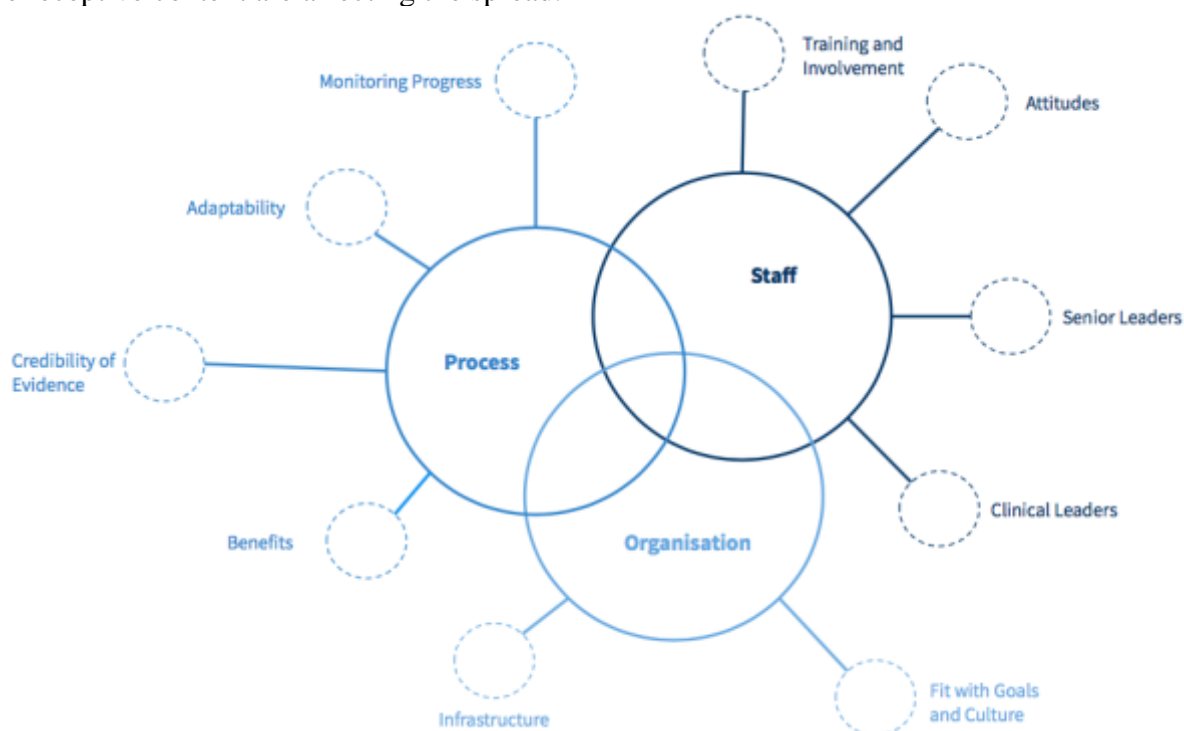 Training and
Involvement
Monitoring Progress
Attitudes
Adaptability
Staff
Senior Leaders
Credibility of
Evidence
Process
Clinical Leaders
Benefits
Organisation
Infrastructure
Fit with Goals
and Culture